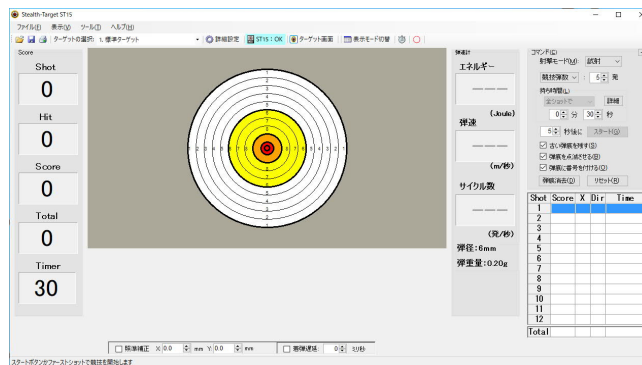 Stealth-Target ST15
ファイル(F) 表示(V) ツール(T) ヘルプ(H)
ターゲットの選択: 1. 標準ターゲット 詳細設定 ST15 : OK ターゲット画面 表示モード切替
Score
Shot
0
Hit
0
Score
0
Total
0
Timer
30
弾速計
エネルギー
---
(Joule)
弾速
---
(m/秒)
サイクル数
---
(発/秒)
弾径:6mm
弾重量:0.20g
コマンド(E)
射撃モード(M): 試射
競技弾数 : 5 発
持ち時間(L)
全ショットで 詳細
0 分 30 秒
5 秒後に スタート(S)
古い弾痕を残す(S)
弾痕を点滅させる(B)
弾痕に番号を付ける(O)
弾痕消去(D) リセット(R)
Shot Score X Dir Time
1
2
3
4
5
6
7
8
9
10
11
12
Total
照準補正 X: 0.0 mm Y: 0.0 mm 着弾遅延: 0 ミリ秒
スタートボタンかファーストショットで競技を開始します